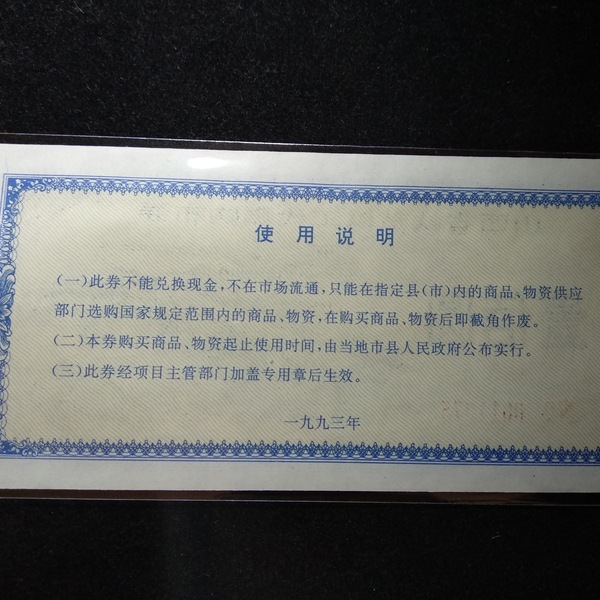 使用说明
(一)此券不能兑换现金,不在市场流通,只能在指定县(市)内的商品、物资供应
部门选购国家规定范围内的商品、物资,在购买商品、物资后即截角作废。
(二)本券购买商品、物资起止使用时间,由当地市县人民政府公布实行。
(三)此券经项目主管部门加盖专用章后生效。
一九九三年